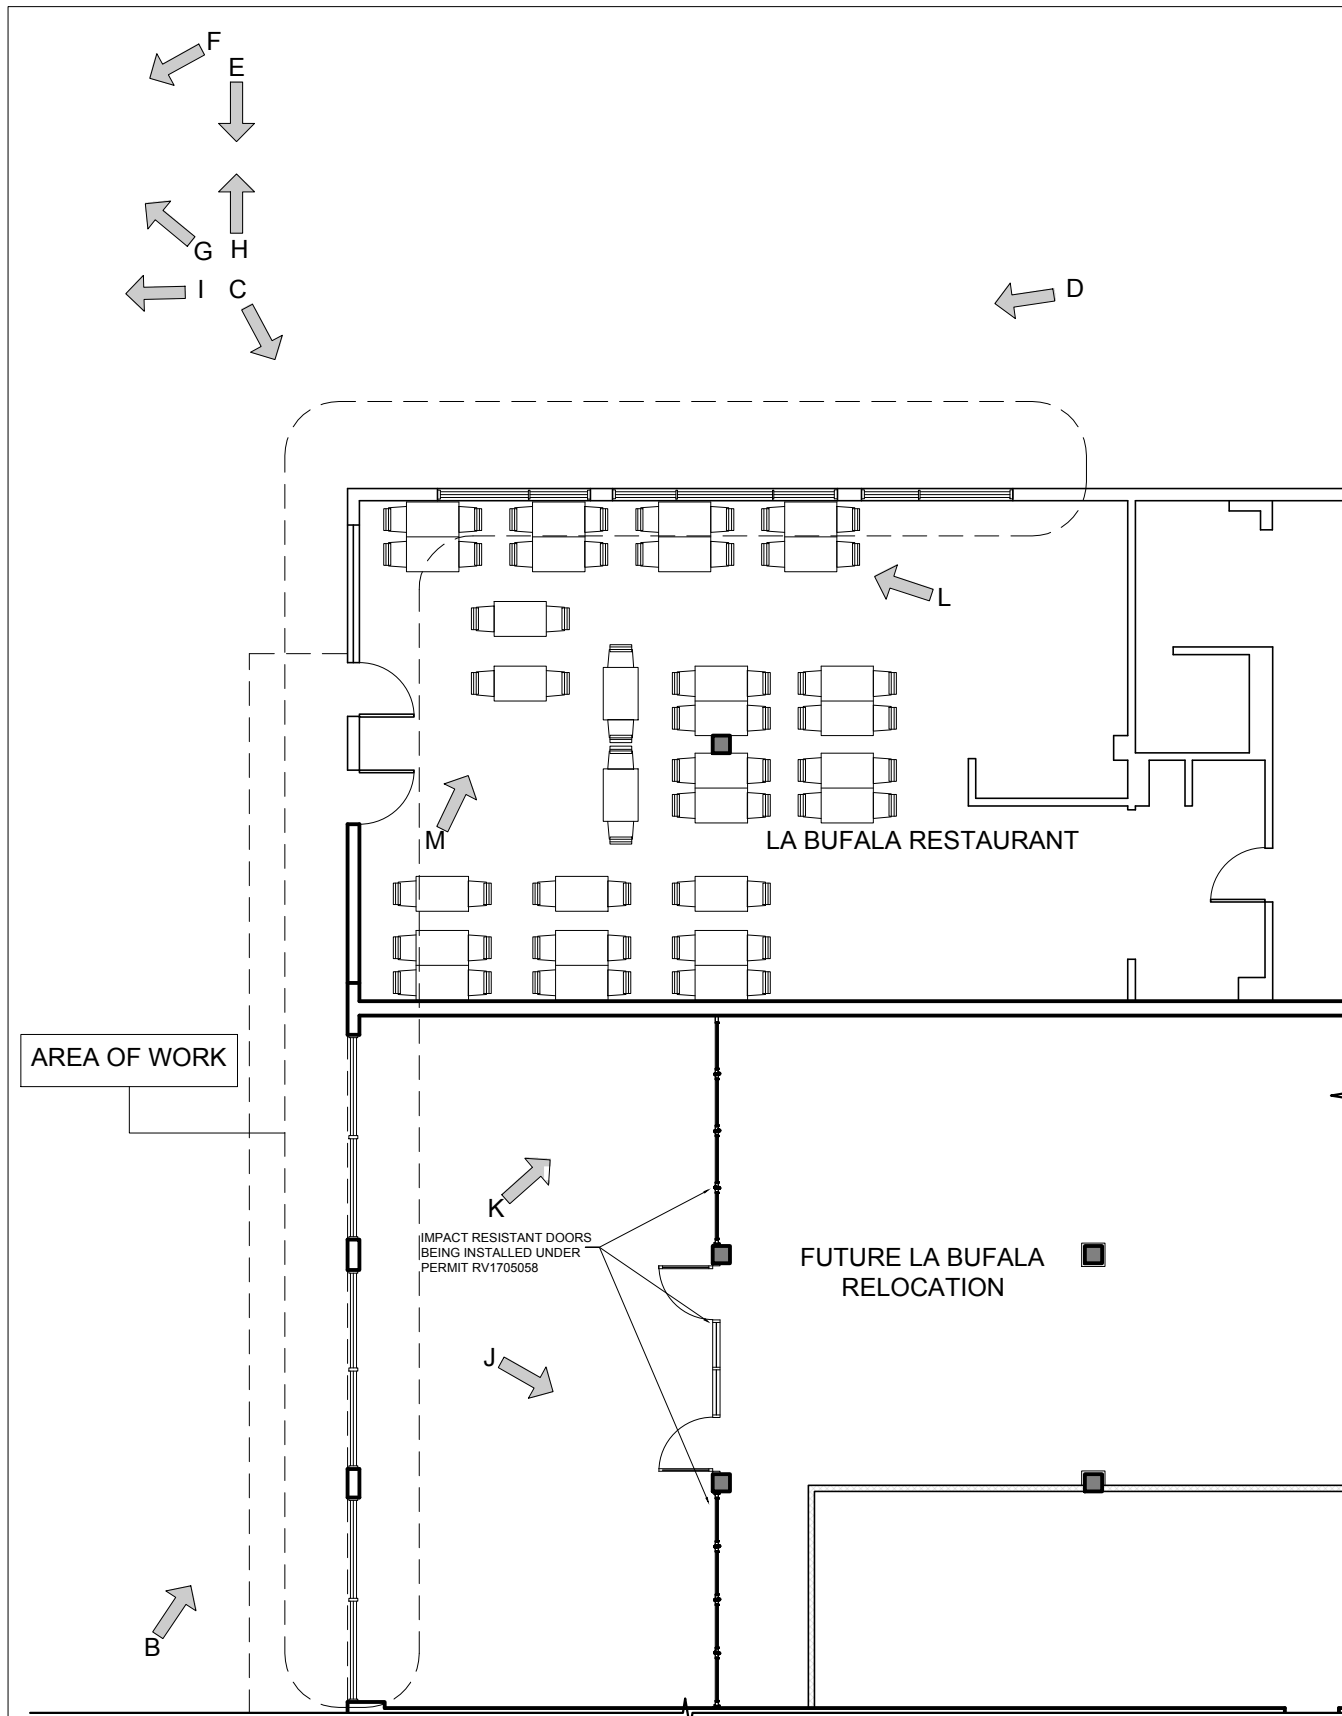 F
E
G
H
I
C
D
L
M
LA BUFALA RESTAURANT
AREA OF WORK
K
IMPACT RESISTANT DOORS
BEING INSTALLED UNDER
PERMIT RV1705058
FUTURE LA BUFALA
RELOCATION
J
B